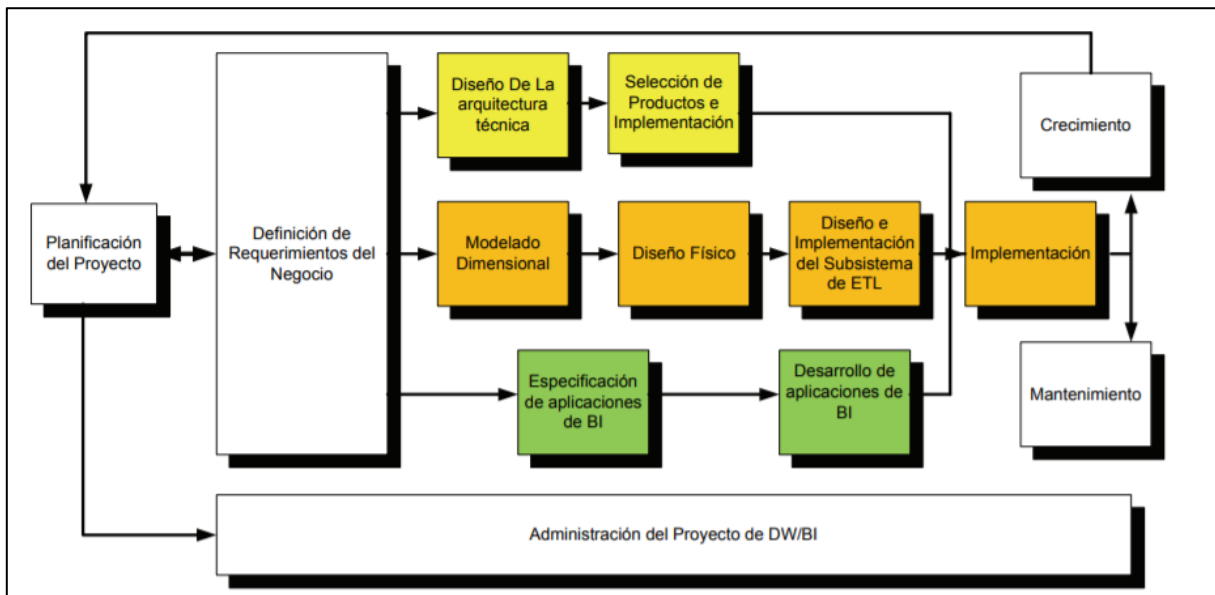 Planificación
del Proyecto
Definición de
Requerimientos del
Negocio
Diseño De La
arquitectura
técnica
Selección de
Productos e
Implementación
Modelado
Dimensional
Diseño Físico
Diseño e
Implementación
del Subsistema
de ETL
Implementación
Especificación
de aplicaciones
de BI
Desarrollo de
aplicaciones de
BI
Crecimiento
Mantenimiento
Administración del Proyecto de DW/BI